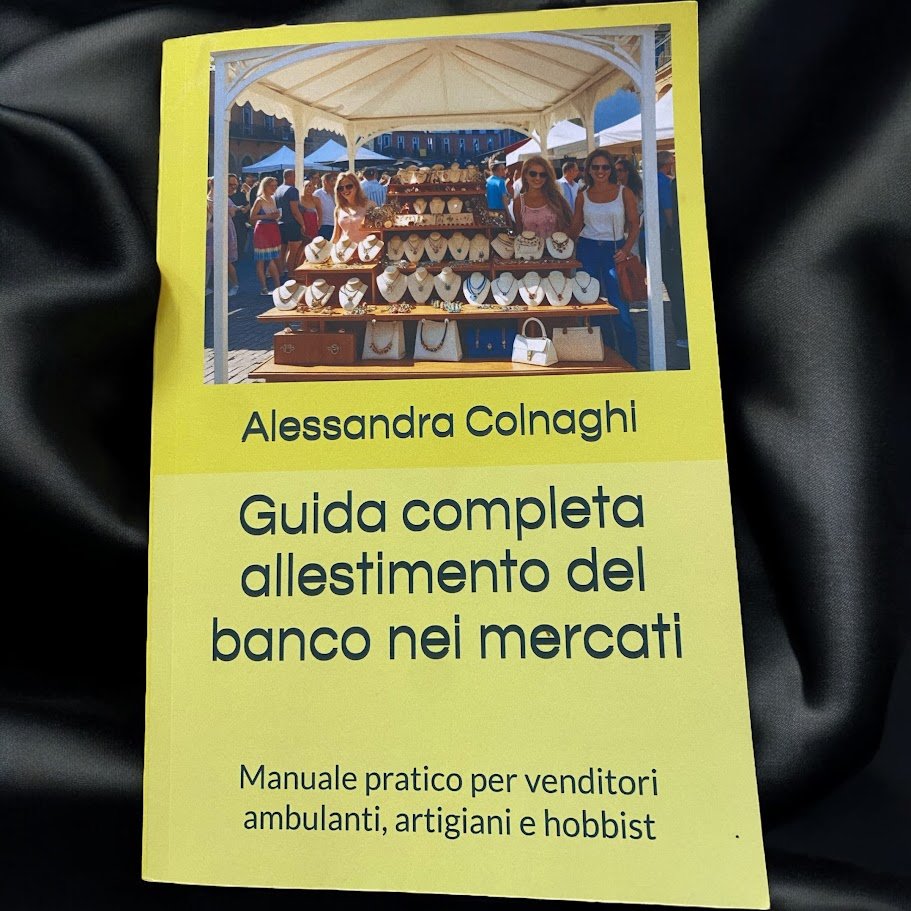 Alessandra Colnaghi
Guida completa
allestimento del
banco nei mercati
Manuale pratico per venditori
ambulanti, artigiani e hobbist